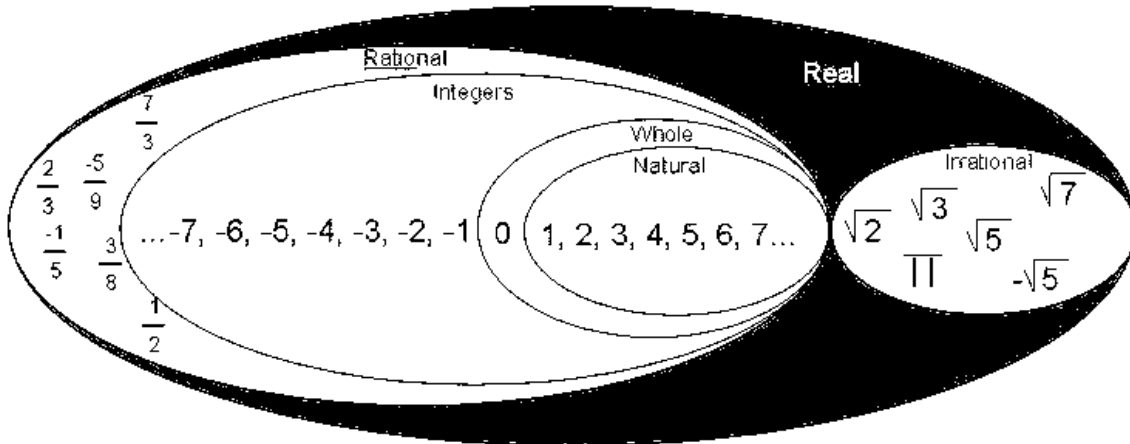 Rational
Real
Integers
7/3
Whole
Irrational
Natural
2/3
-5/9
√7
√3
...-7, -6, -5, -4, -3, -2, -1
0
1, 2, 3, 4, 5, 6, 7...
√2
√5
-1/5
3/8
π
-√5
1/2